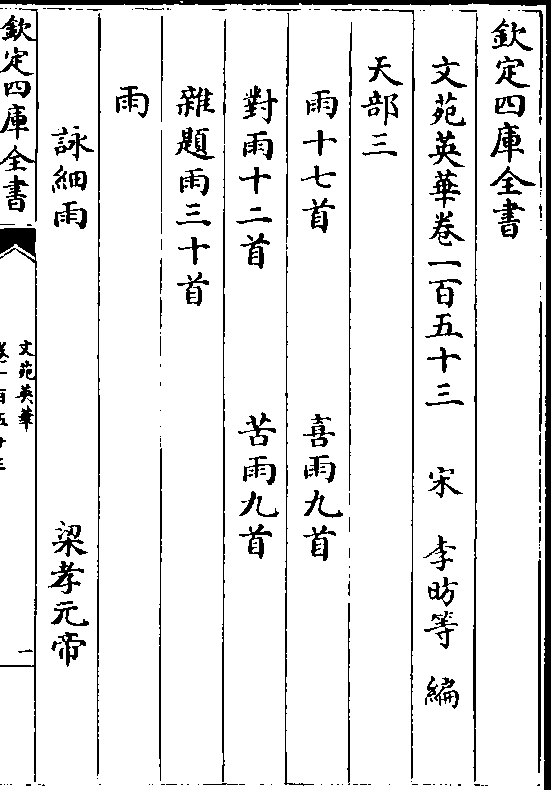 欽定四庫全書
文苑英華卷一百五十三 宋 李昉等 編
天部三
雨十七首 喜雨九首
對雨十二首 苦雨九首
雜題雨三十首
雨
詠細雨 梁孝元帝
欽定四庫全書
文苑英華
卷一百五十三
一